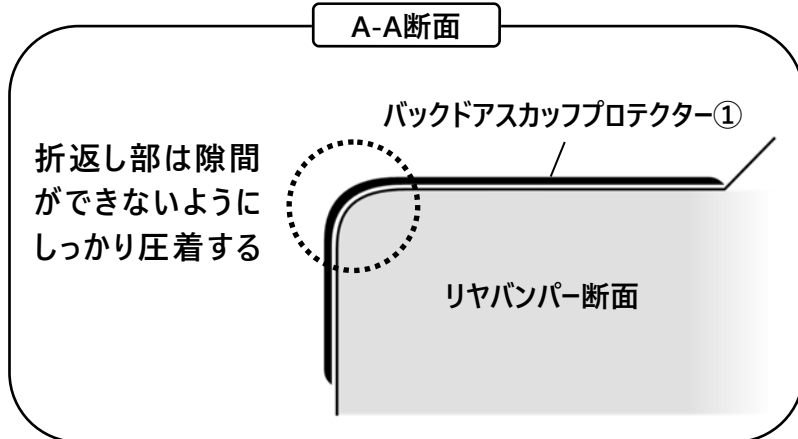 A-A断面
バックドアスカッフプロテクター①
折返し部は隙間
ができないように
しっかり圧着する
リヤバンパー断面